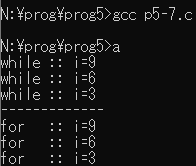 N:¥prog¥prog5>gcc p5-7.c
N:¥prog¥prog5>a
while :: i=9
while :: i=6
while :: i=3
-------------
for   :: i=9
for   :: i=6
for   :: i=3